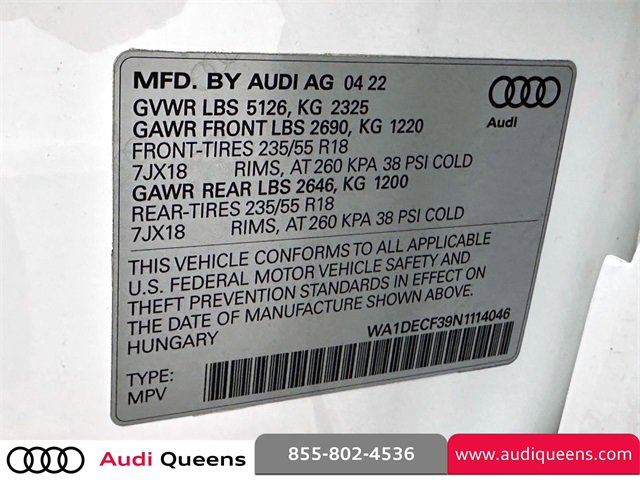 MFD. BY AUDI AG 04 22
GVWR LBS 5126, KG 2325
GAWR FRONT LBS 2690, KG 1220
FRONT-TIRES 235/55 R18
7JX18 RIMS, AT 260 KPA 38 PSI COLD
GAWR REAR LBS 2646, KG 1200
REAR-TIRES 235/55 R18
7JX18 RIMS, AT 260 KPA 38 PSI COLD
Audi
THIS VEHICLE CONFORMS TO ALL APPLICABLE
U.S. FEDERAL MOTOR VEHICLE SAFETY AND
THEFT PREVENTION STANDARDS IN EFFECT ON
THE DATE OF MANUFACTURE SHOWN ABOVE.
HUNGARY
WA1DECF39N1114046
TYPE:
MPV
Audi Queens
855-802-4536
www.audiqueens.com